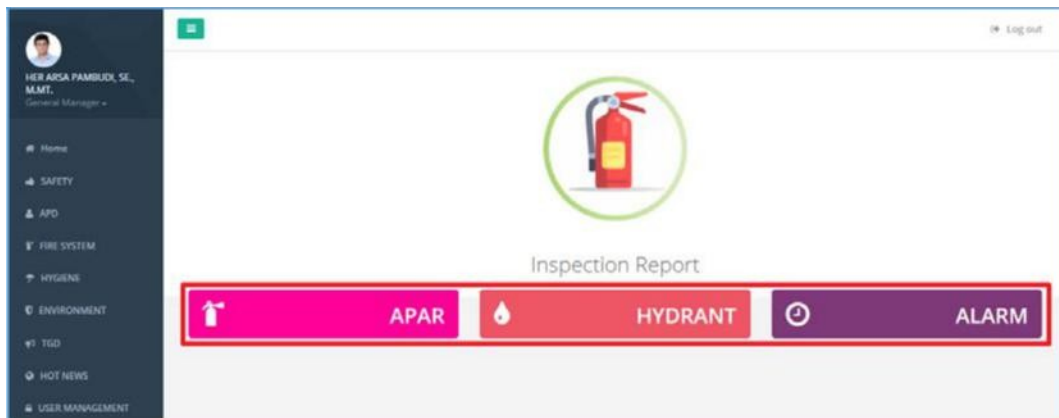 HER ARSA PAMBUDI, SE.,
M.MT.
General Manager
Home
SAFETY
APD
FIRE SYSTEM
HYGIENS
ENVIRONMENT
TGD
HOT NEWS
USER MANAGEMENT
Log out
Inspection Report
APAR
HYDRANT
ALARM